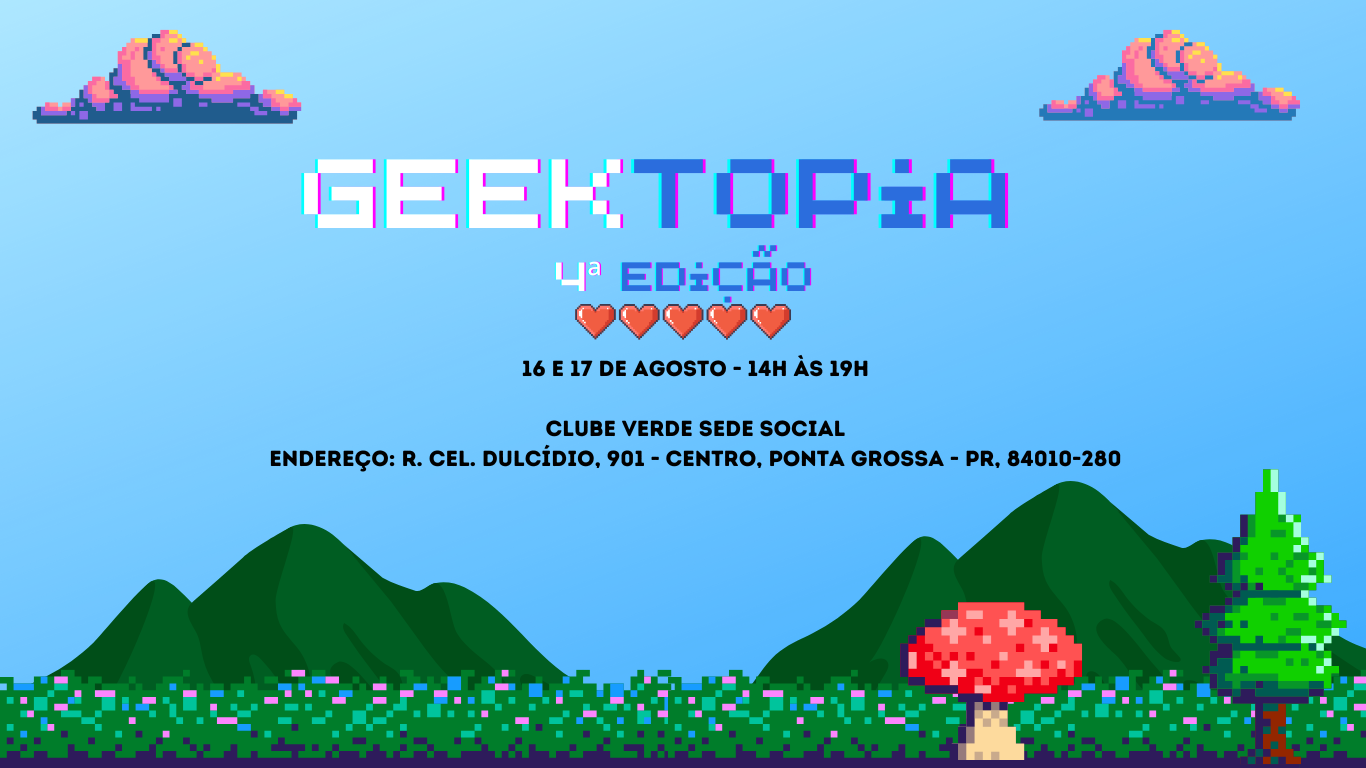 GEEKTOPiA
4ª EDiÇÃO
16 E 17 DE AGOSTO - 14H ÀS 19H
CLUBE VERDE SEDE SOCIAL
ENDEREÇO: R. CEL. DULCÍDIO, 901 - CENTRO, PONTA GROSSA - PR, 84010-280